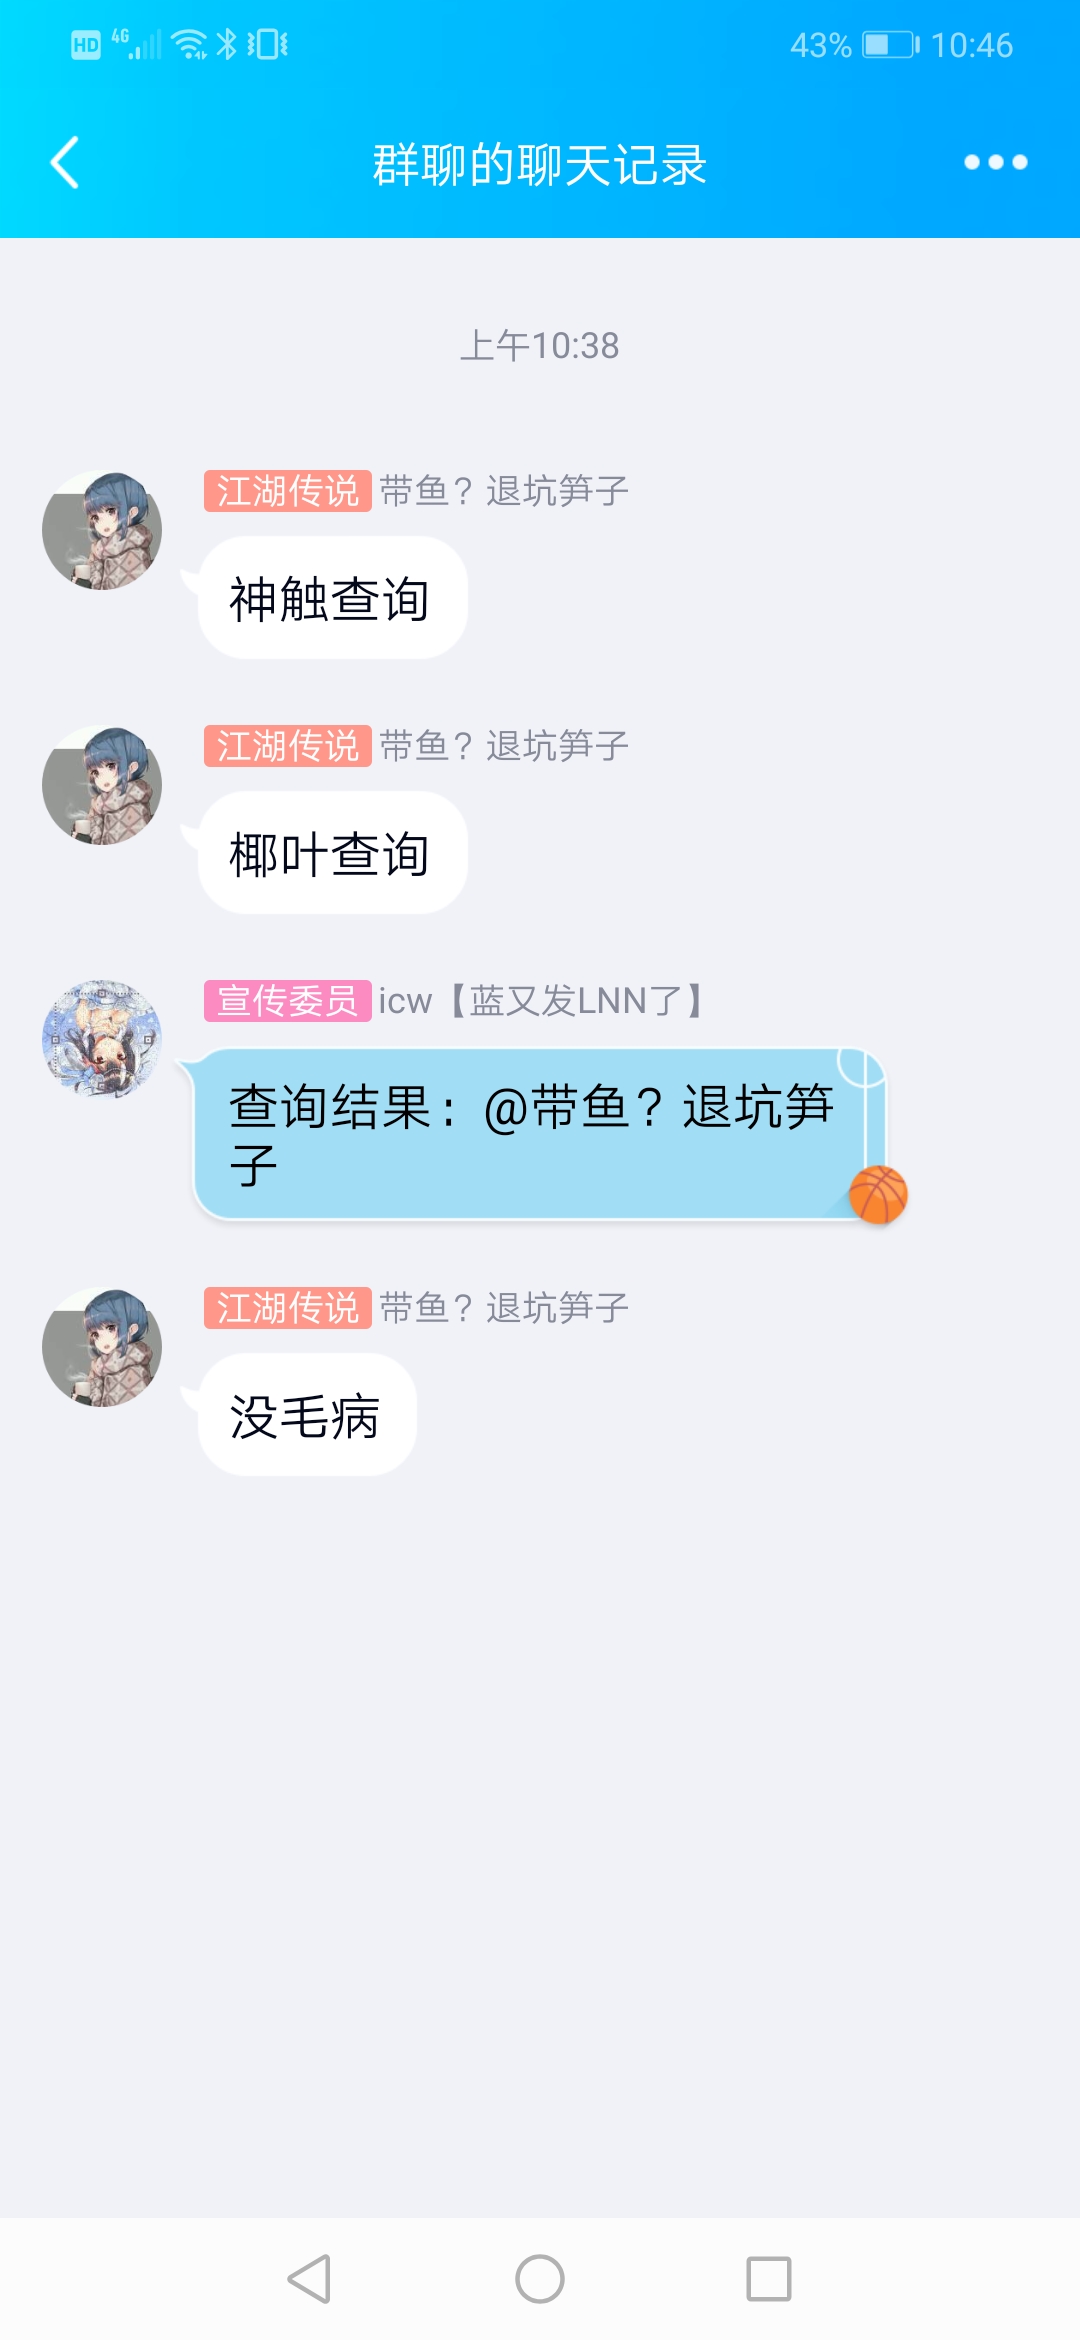 HD 4G 43% 10:46
群聊的聊天记录
上午10:38
江湖传说 带鱼？退坑笋子
神触查询
江湖传说 带鱼？退坑笋子
椰叶查询
宣传委员 icw【蓝又发LNN了】
查询结果：@带鱼？退坑笋
子
江湖传说 带鱼？退坑笋子
没毛病